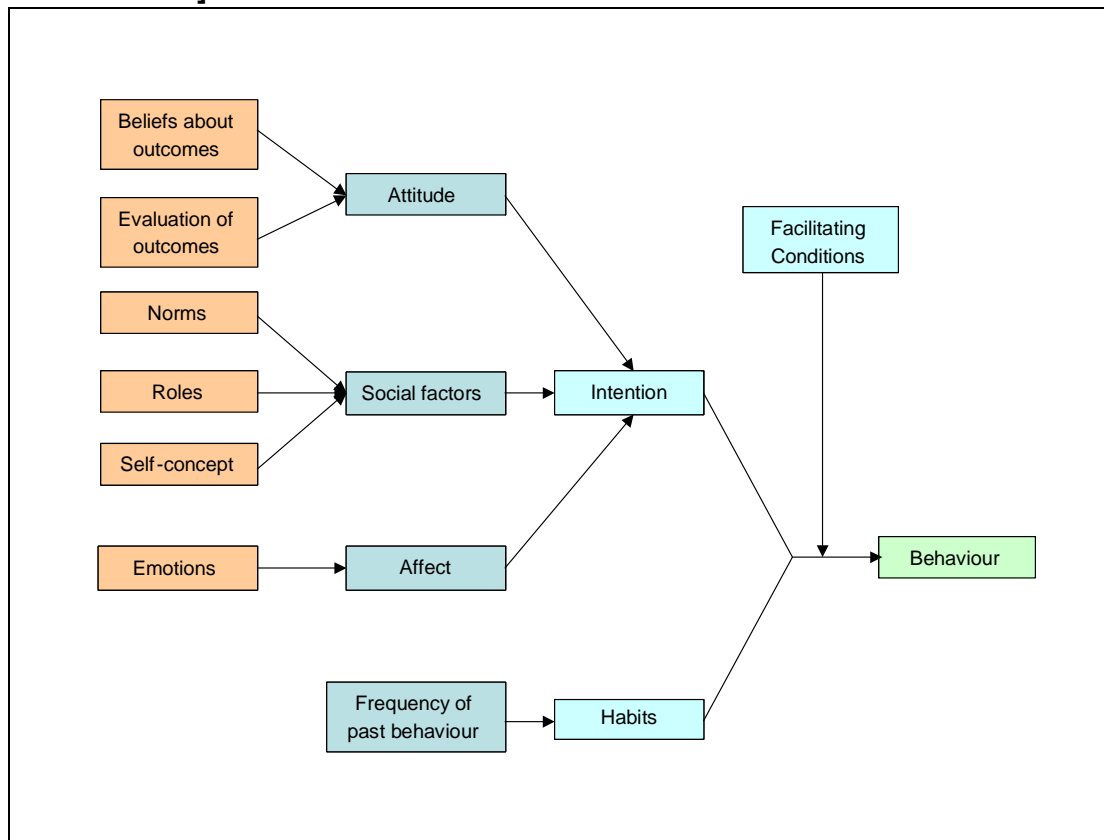 Beliefs about
outcomes
Evaluation of
outcomes
Norms
Roles
Self-concept
Emotions
Attitude
Social factors
Affect
Frequency of
past behaviour
Intention
Habits
Facilitating
Conditions
Behaviour